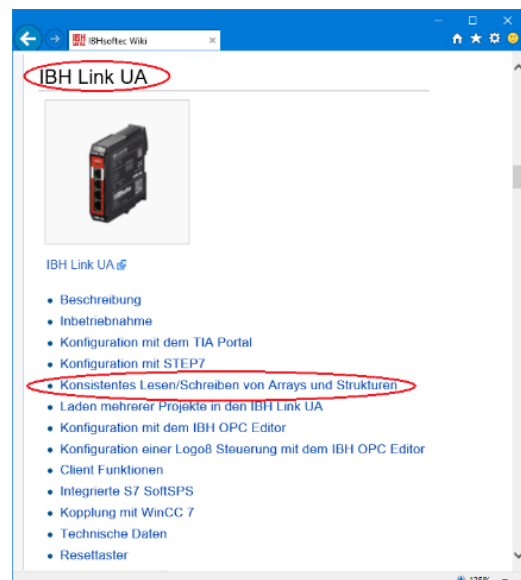 IBHsoftec Wiki
IBH Link UA
IBH Link UA
Beschreibung
Inbetriebnahme
Konfiguration mit dem TIA Portal
Konfiguration mit STEP7
Konsistentes Lesen/Schreiben von Arrays und Strukturen
Laden mehrerer Projekte in den IBH Link UA
Konfiguration mit dem IBH OPC Editor
Konfiguration einer Logo8 Steuerung mit dem IBH OPC Editor
Client Funktionen
Integrierte S7 SoftSPS
Kopplung mit WinCC 7
Technische Daten
Resettaster